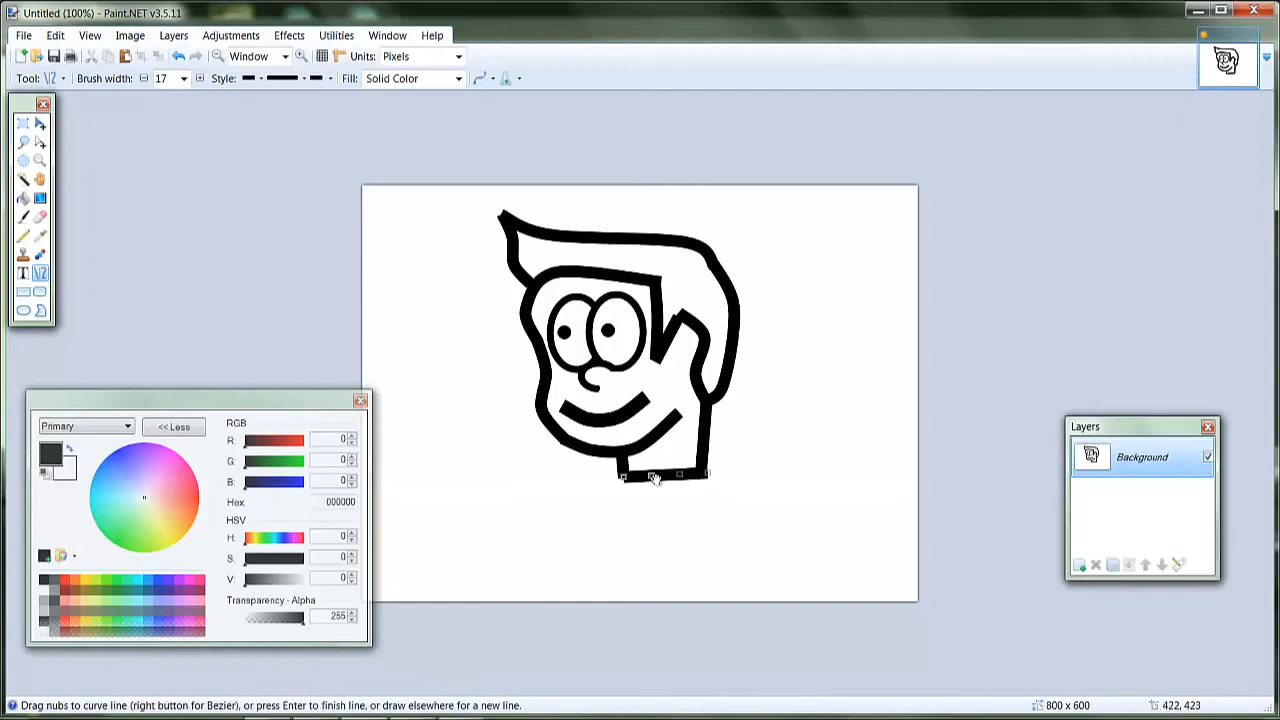 Untitled (100%) - Paint.NET v3.5.11
File Edit View Image Layers Adjustments Effects Utilities Window Help
Window Units: Pixels
Tool: Brush width: 17 Style: Fill: Solid Color
Primary << Less
RGB
R: 0
G: 0
B: 0
Hex: 000000
HSV
H: 0
S: 0
V: 0
Transparency - Alpha
255
Layers
Background
Drag nubs to curve line (right button for Bezier), or press Enter to finish line, or draw elsewhere for a new line. 800 x 600 422, 423